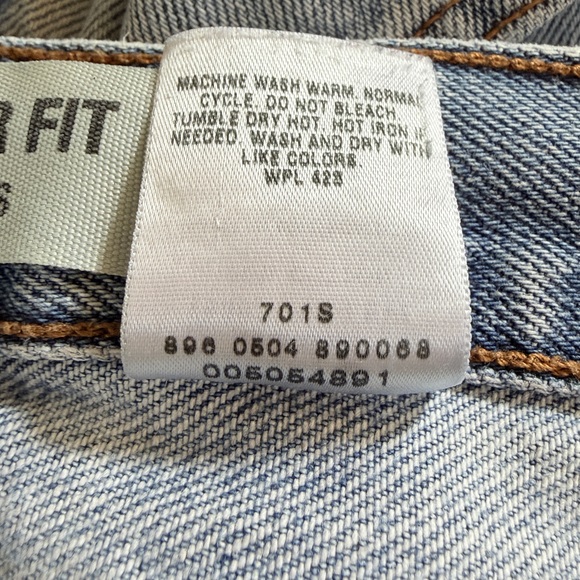 R FIT
S
MACHINE WASH WARM. NORMAL
CYCLE. DO NOT BLEACH.
TUMBLE DRY HOT. HOT IRON IF
NEEDED. WASH AND DRY WITH
LIKE COLORS.
WPL 423
701S
896 0504 890068
005054891